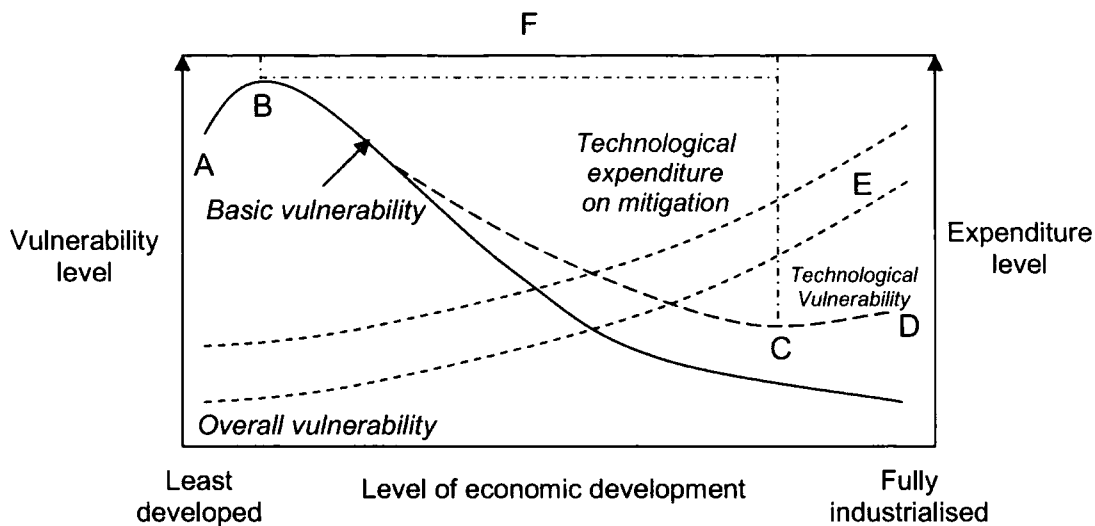 F
B
A
Technological
expenditure
on mitigation
E
Basic vulnerability
Vulnerability
level
Expenditure
level
Technological
Vulnerability
D
C
Overall vulnerability
Least
developed
Level of economic development
Fully
industrialised